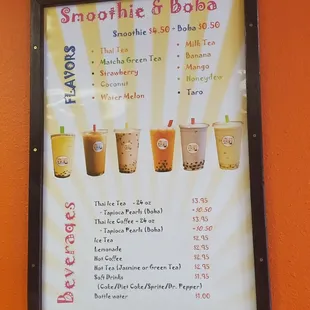 Smoothie & Boba
Smoothie $4.50 - Boba $0.50
FLAVORS
• Thai Tea
• Matcha Green Tea
• Strawberry
• Coconut
• Water Melon
• Milk Tea
• Banana
• Mango
• Honeydew
• Taro
Beverages
Thai Ice Tea - 24 oz $3.95
- Tapioca Pearls (Boba) +0.50
Thai Ice Coffee - 24 oz $3.95
- Tapioca Pearls (Boba) +0.50
Ice Tea $2.95
Lemonade $2.95
Hot Coffee $2.95
Hot Tea (Jasmine or Green Tea) $2.95
Soft Drinks $1.95
(Coke/Diet Coke/Sprite/Dr. Pepper)
Bottle water $1.00